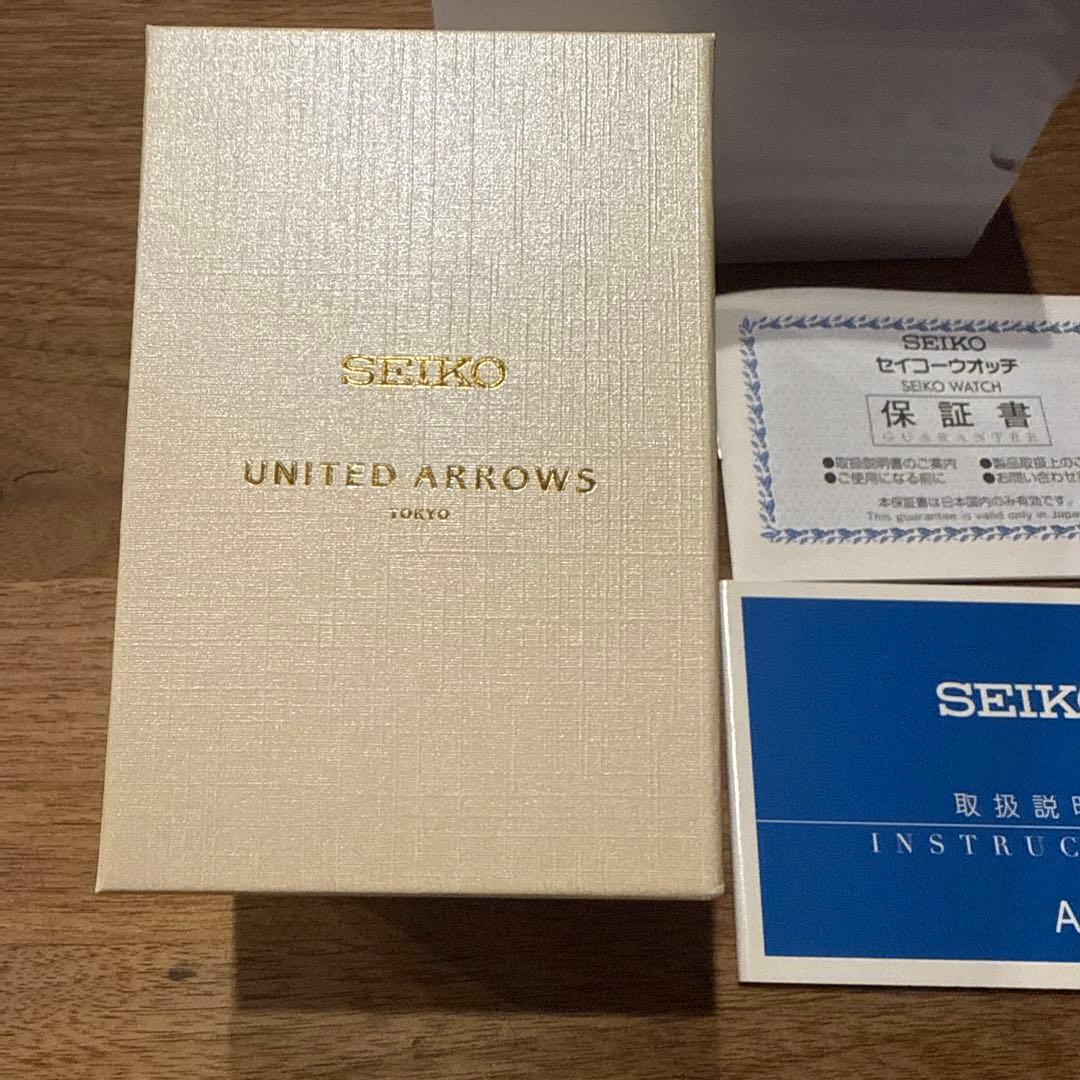 SEIKO
UNITED ARROWS
TOKYO
SEIKO
セイコーウオッチ
SEIKO WATCH
保証書
GUARANTEE
●取扱説明書のご案内 ●製品取扱上のご
●ご使用になる前に ●お問い合わせ
本保証書は日本国内のみ有効です。
This guarantee is valid only in Japa
SEIKO
取扱説明
INSTRUC
A